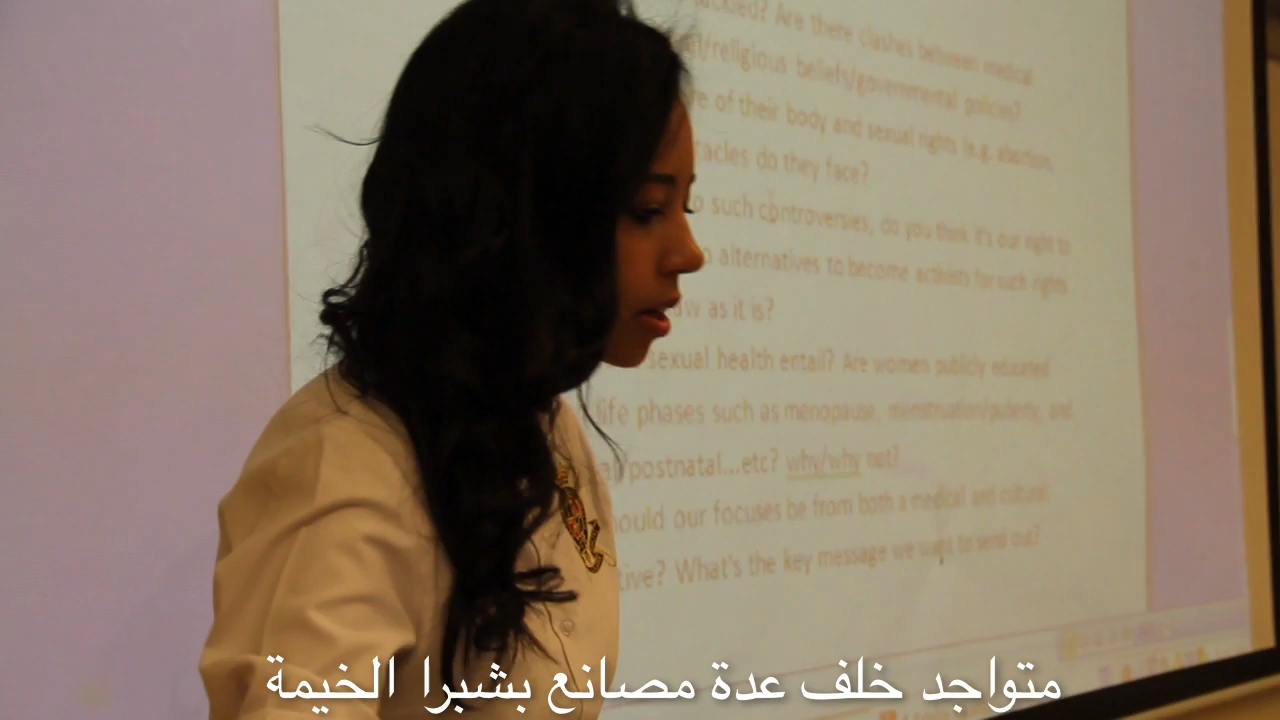 tackled? Are there clashes between medical
/religious beliefs/governmental policies?
of their body and sexual rights (e.g. abortion,
do they face?
such controversies, do you think it's our right to
alternatives to become activists for such rights
as it is?
sexual health entail? Are women publicly educated
life phases such as menopause, menstruation/puberty, and
/postnatal...etc? why/why not?
should our focuses be from both a medical and cultural
tive? What's the key message we want to send out?
متواجد خلف عدة مصانع بشبرا الخيمة